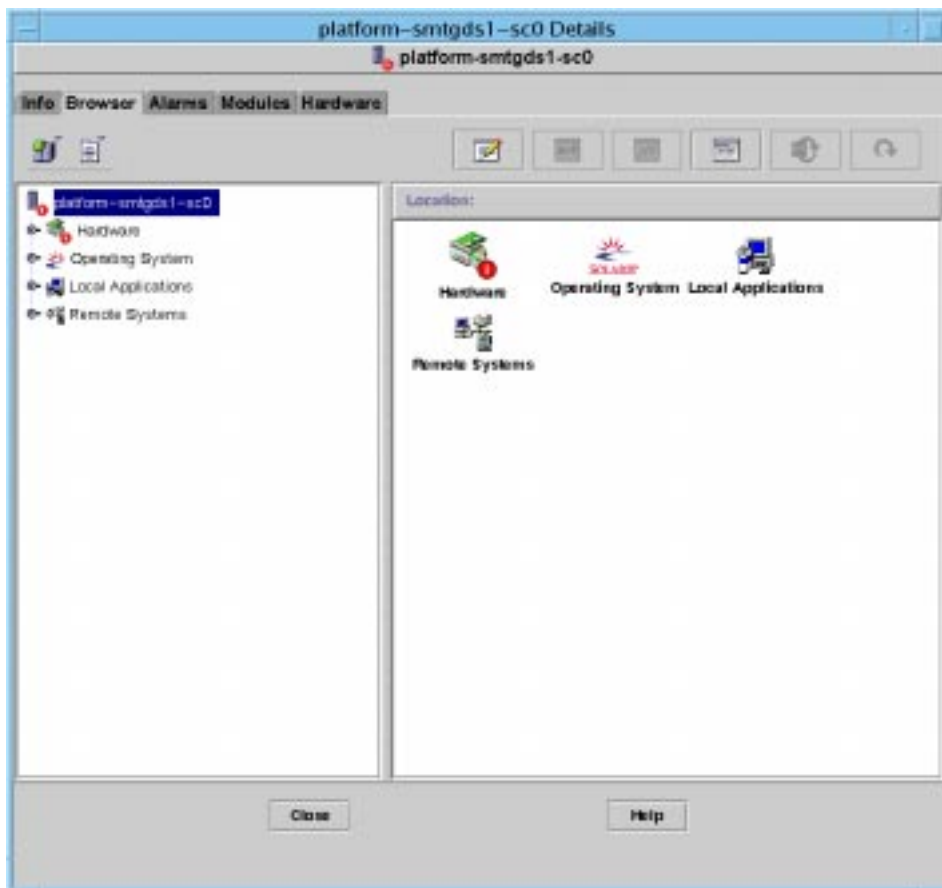 platform-smtgds1-sc0 Details
platform-smtgds1-sc0
Info Browser Alarms Modules Hardware
platform-smtgds1-sc0
Hardware
Operating System
Local Applications
Remote Systems
Location:
SOLARIS
Hardware Operating System Local Applications
Remote Systems
Close Help